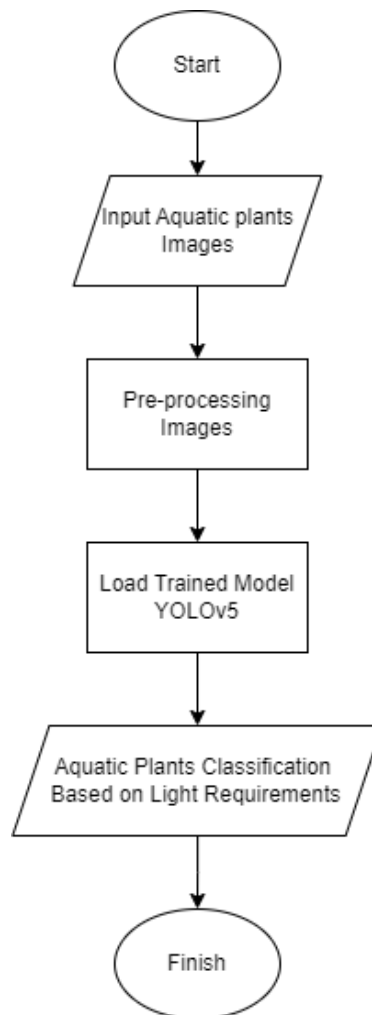 Start
Input Aquatic plants
Images
Pre-processing
Images
Load Trained Model
YOLOv5
Aquatic Plants Classification
Based on Light Requirements
Finish